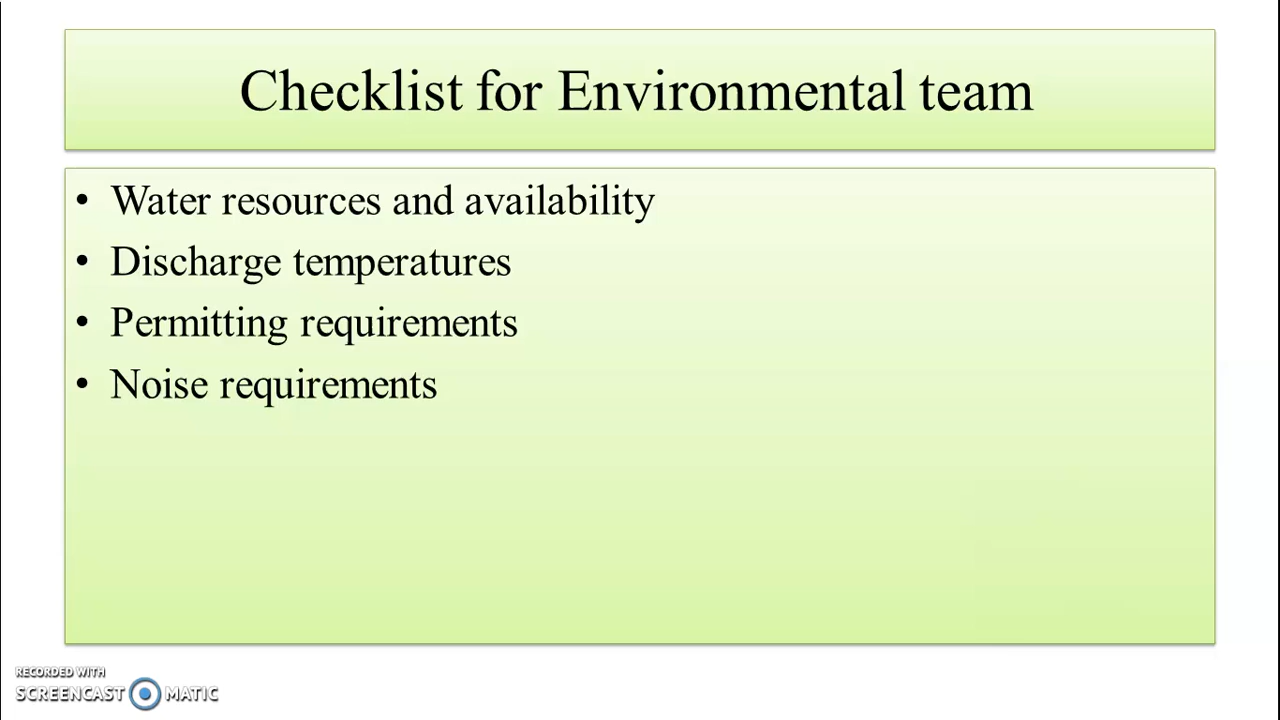 Checklist for Environmental team
• Water resources and availability
• Discharge temperatures
• Permitting requirements
• Noise requirements
RECORDED WITH
SCREENCAST MATIC